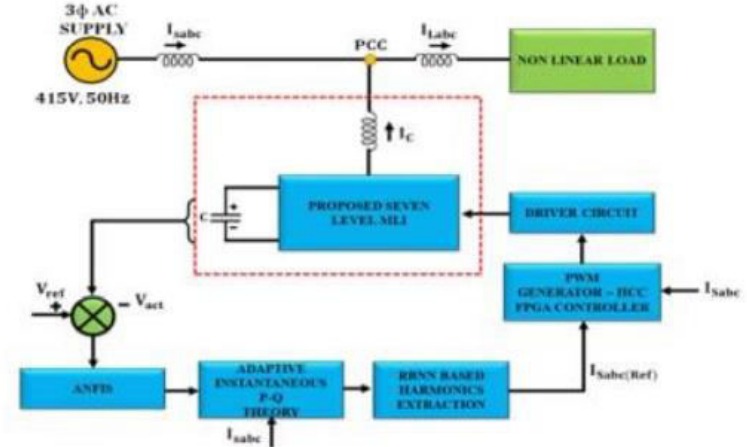 3ϕ AC
SUPPLY
415V. 50Hz
Isabc
PCC
ILabc
NON LINEAR LOAD
IC
PROPOSED SEVEN
LEVEL MLI
C
+
−
DRIVER CIRCUIT
PWM
GENERATOR – HCC
FPGA CONTROLLER
ISabc
ISabc(Ref)
Vref
+
− Vact
ANFIS
ADAPTIVE
INSTANTANEOUS
P-Q
THEORY
Isabc
RBNN BASED
HARMONICS
EXTRACTION